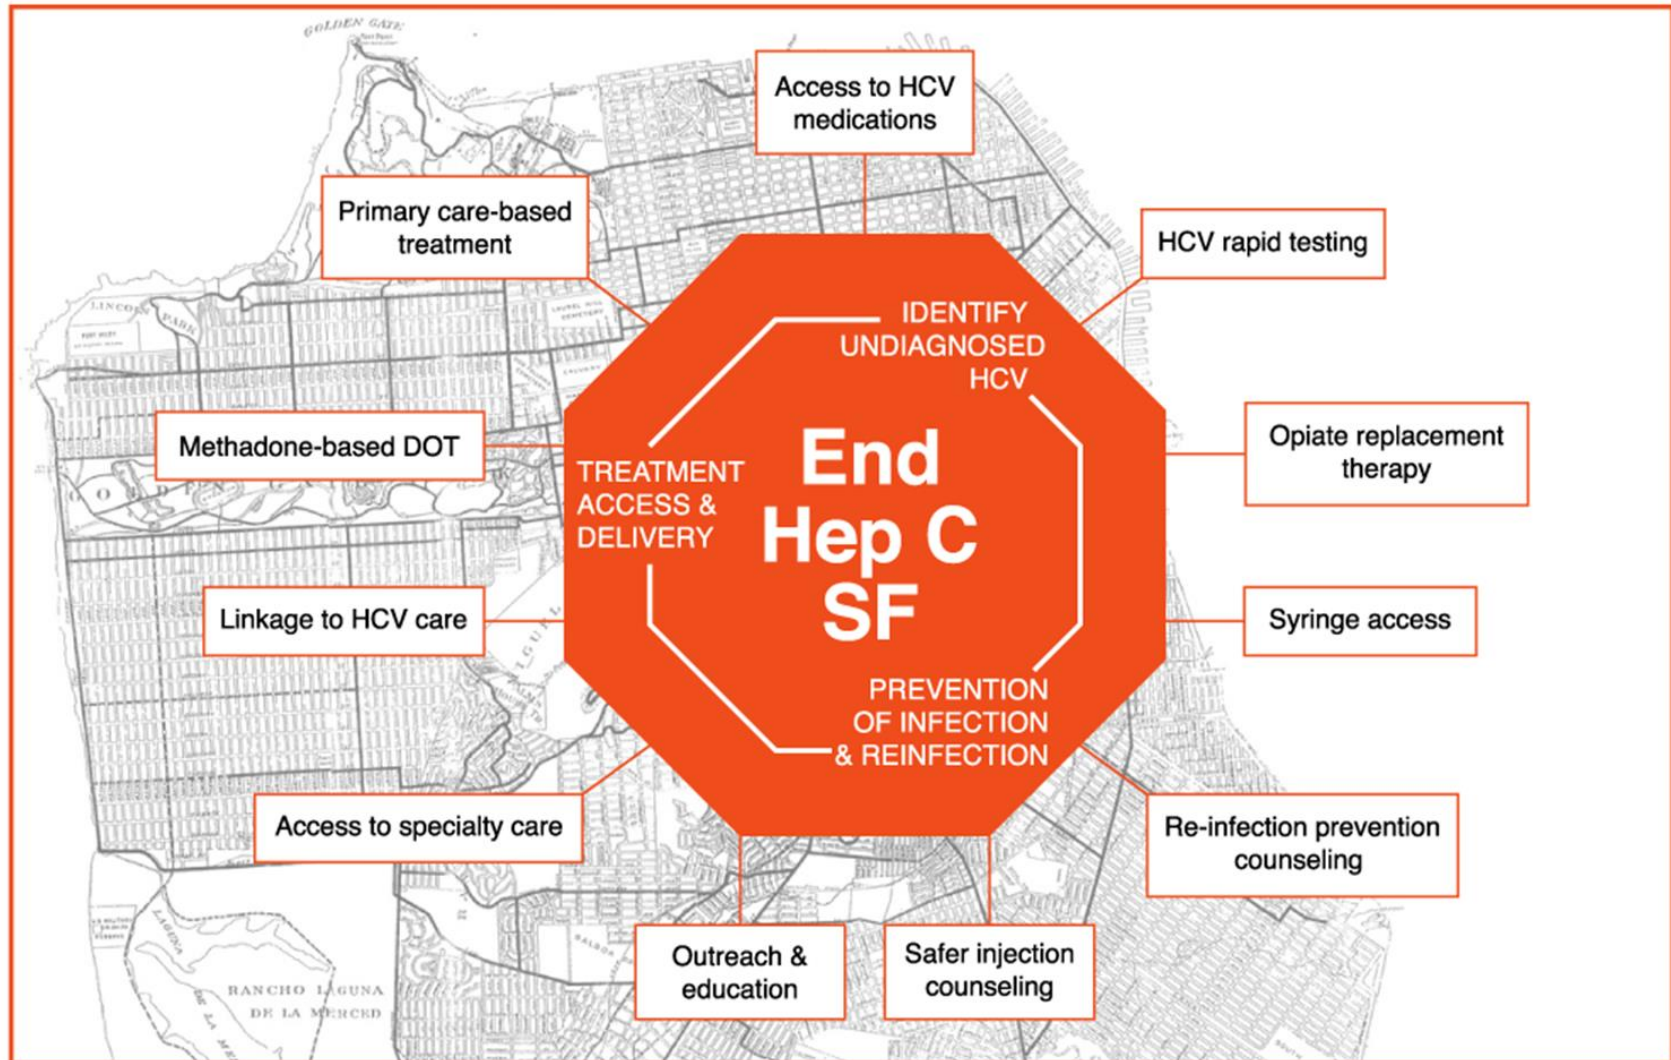 GOLDEN GATE
Access to HCV
medications
Primary care-based
treatment
HCV rapid testing
LINCOLN PARK
IDENTIFY
UNDIAGNOSED
HCV
Methadone-based DOT
Opiate replacement
therapy
TREATMENT
ACCESS &
DELIVERY
End
Hep C
SF
Linkage to HCV care
Syringe access
PREVENTION
OF INFECTION
& REINFECTION
Access to specialty care
Re-infection prevention
counseling
Outreach &
education
Safer injection
counseling
RANCHO LAGUNA
DE LA MERCED
LAGUNA
DE LA